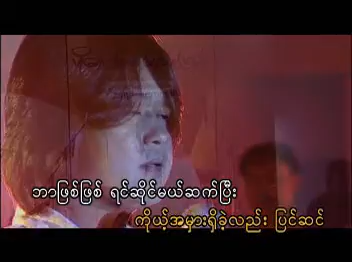 ဘာဖြစ်ဖြစ် ရင်ဆိုင်မယ်ဆက်ပြီး
ကိုယ့်အမှားရှိခဲ့လည်း ပြင်ဆင်